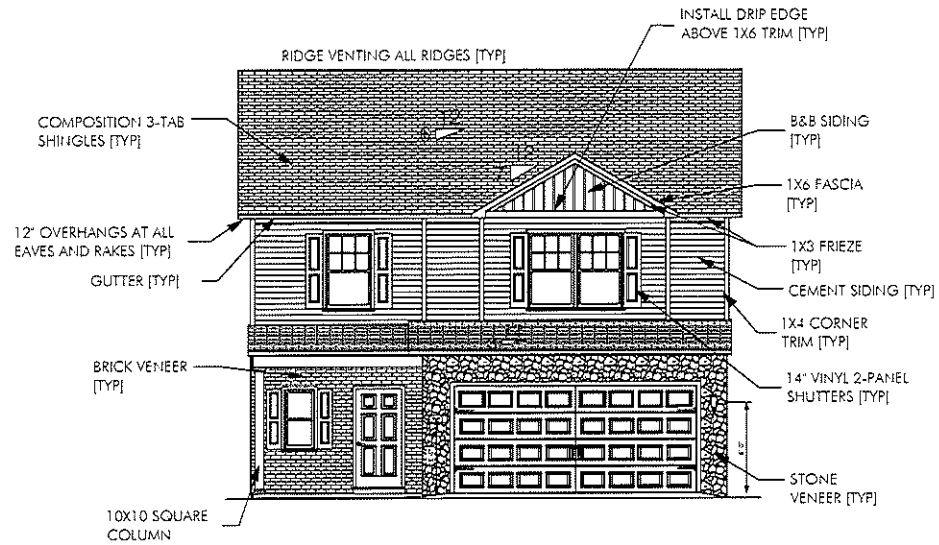 INSTALL DRIP EDGE
ABOVE 1X6 TRIM [TYP]
RIDGE VENTING ALL RIDGES [TYP]
COMPOSITION 3-TAB
SHINGLES [TYP]
12
B&B SIDING
[TYP]
1X6 FASCIA
[TYP]
12" OVERHANGS AT ALL
EAVES AND RAKES [TYP]
1X3 FRIEZE
[TYP]
GUTTER [TYP]
CEMENT SIDING [TYP]
1X4 CORNER
TRIM [TYP]
BRICK VENEER
[TYP]
14" VINYL 2-PANEL
SHUTTERS [TYP]
STONE
VENEER [TYP]
10X10 SQUARE
COLUMN